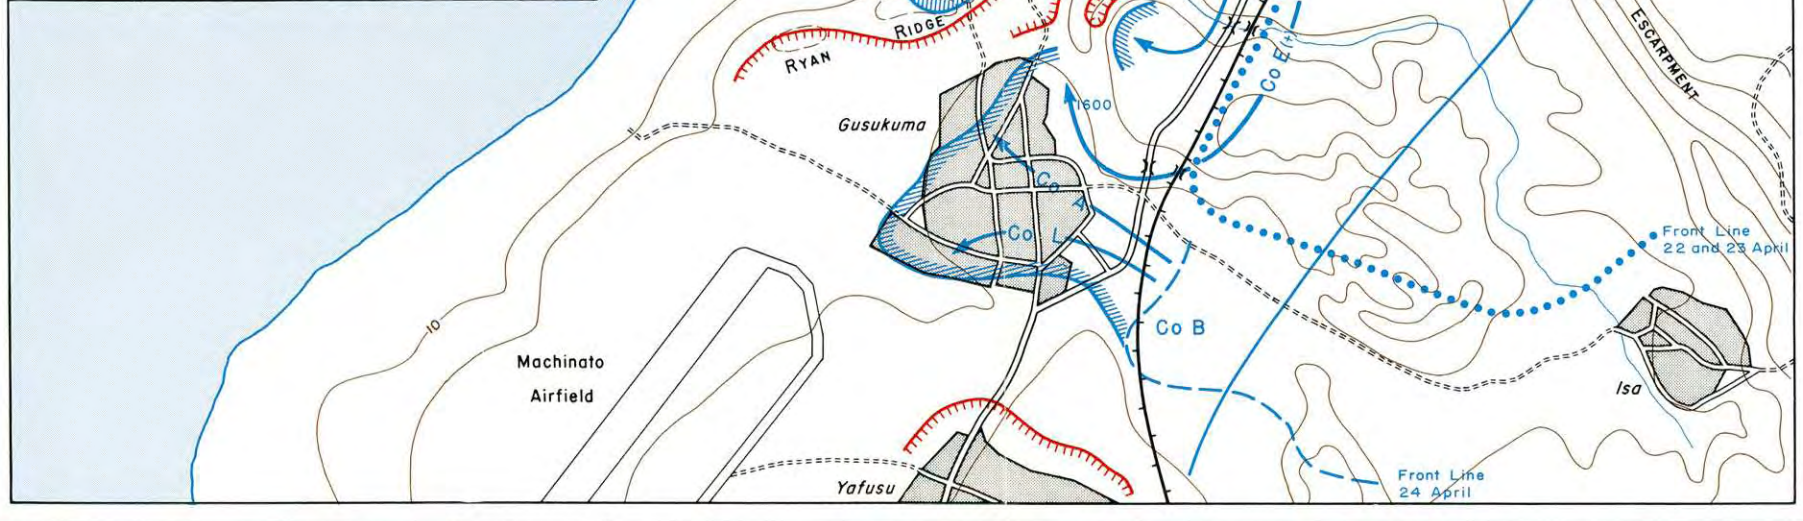 RYAN RIDGE
ESCARPMENT
Co E(+)
1600
Gusukuma
Co A
Co L
Front Line
22 and 23 April
10
Co B
Machinato
Airfield
Isa
Front Line
24 April
Yafusu